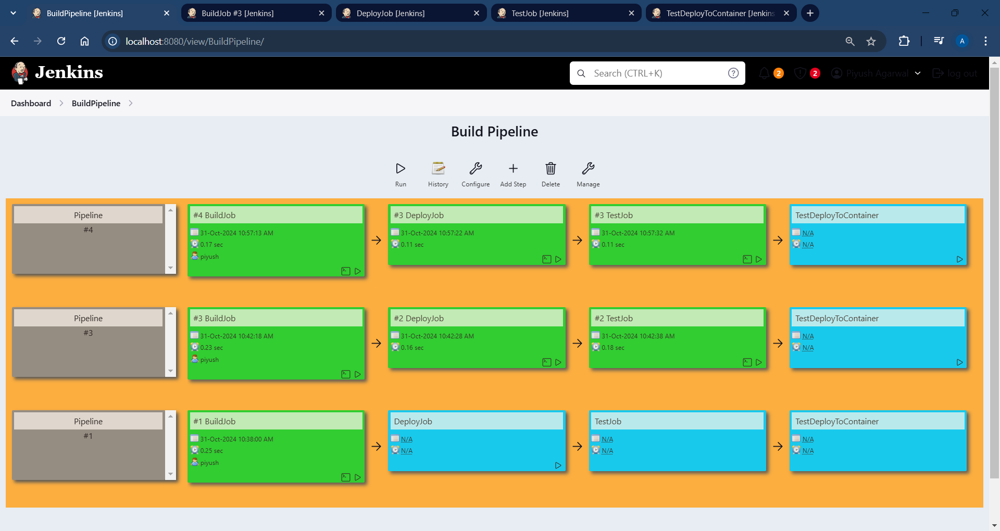 BuildPipeline [Jenkins]
BuildJob #3 [Jenkins]
DeployJob [Jenkins]
TestJob [Jenkins]
TestDeployToContainer [Jenkins
localhost:8080/view/BuildPipeline/
A
Jenkins
Search (CTRL+K)
2
2
Piyush Agarwal
log out
Dashboard
BuildPipeline
Build Pipeline
Run
History
Configure
Add Step
Delete
Manage
Pipeline
#4
#4 BuildJob
31-Oct-2024 10:57:13 AM
0.17 sec
piyush
#3 DeployJob
31-Oct-2024 10:57:22 AM
0.11 sec
#3 TestJob
31-Oct-2024 10:57:32 AM
0.11 sec
TestDeployToContainer
N/A
N/A
Pipeline
#3
#3 BuildJob
31-Oct-2024 10:42:18 AM
0.23 sec
piyush
#2 DeployJob
31-Oct-2024 10:42:28 AM
0.16 sec
#2 TestJob
31-Oct-2024 10:42:38 AM
0.18 sec
TestDeployToContainer
N/A
N/A
Pipeline
#1
#1 BuildJob
31-Oct-2024 10:38:00 AM
0.25 sec
piyush
DeployJob
N/A
N/A
TestJob
N/A
N/A
TestDeployToContainer
N/A
N/A